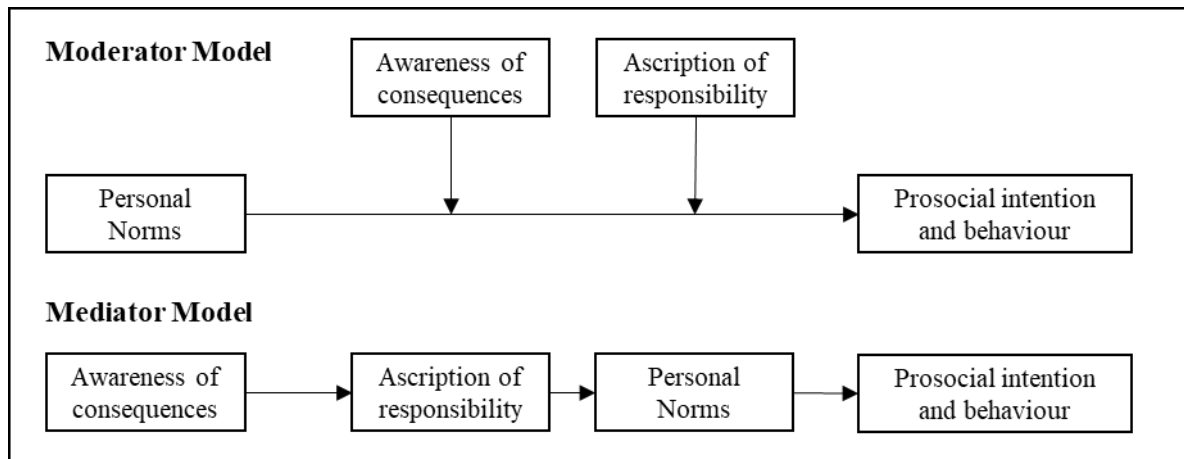 Moderator Model
Awareness of
consequences
Ascription of
responsibility
Personal
Norms
Prosocial intention
and behaviour
Mediator Model
Awareness of
consequences
Ascription of
responsibility
Personal
Norms
Prosocial intention
and behaviour